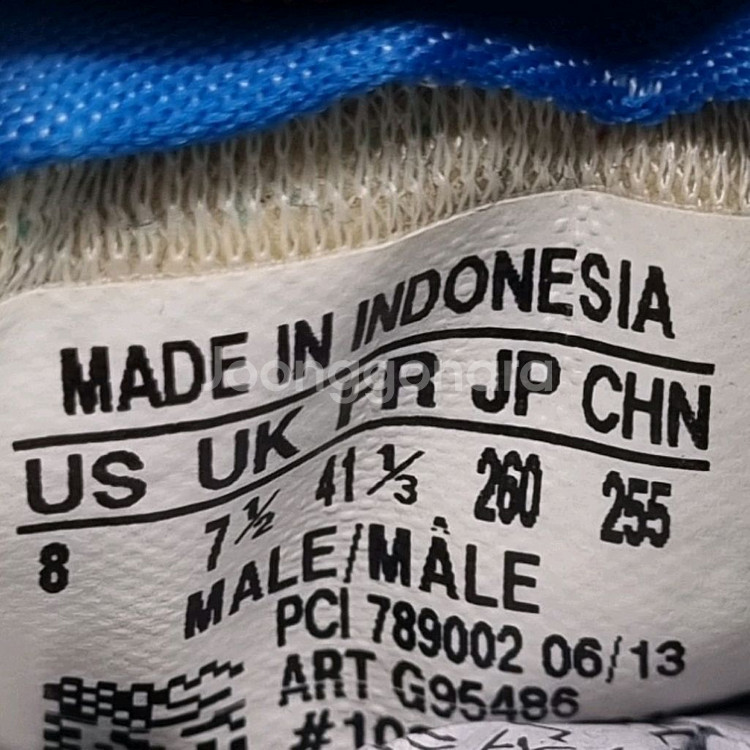 MADE IN INDONESIA
US UK FR JP CHN
8 7½ 41⅓ 260 255
MALE/MÂLE
PCI 789002 06/13
ART G95486
Joonggonara